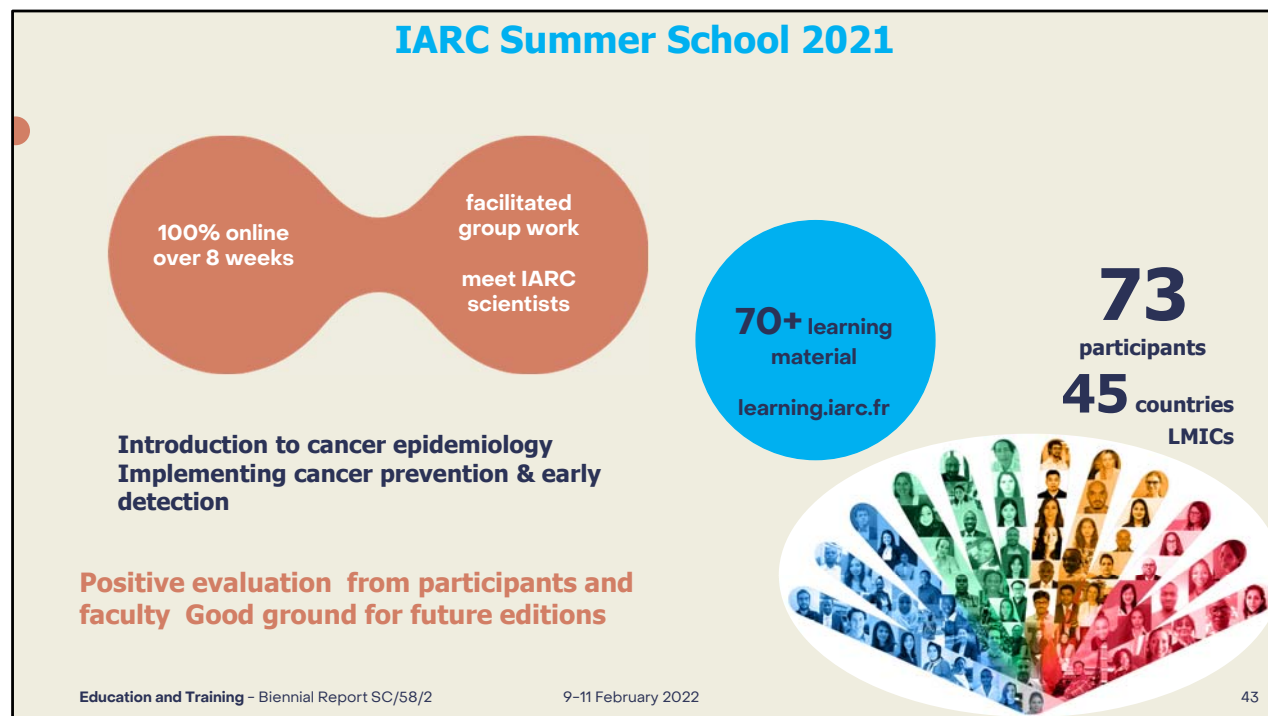 IARC Summer School 2021
100% online
over 8 weeks
facilitated
group work
meet IARC
scientists
70+ learning
material
learning.iarc.fr
73
participants
45 countries
LMICs
Introduction to cancer epidemiology
Implementing cancer prevention & early
detection
Positive evaluation  from participants and
faculty  Good ground for future editions
Education and Training – Biennial Report SC/58/2
9–11 February 2022
43